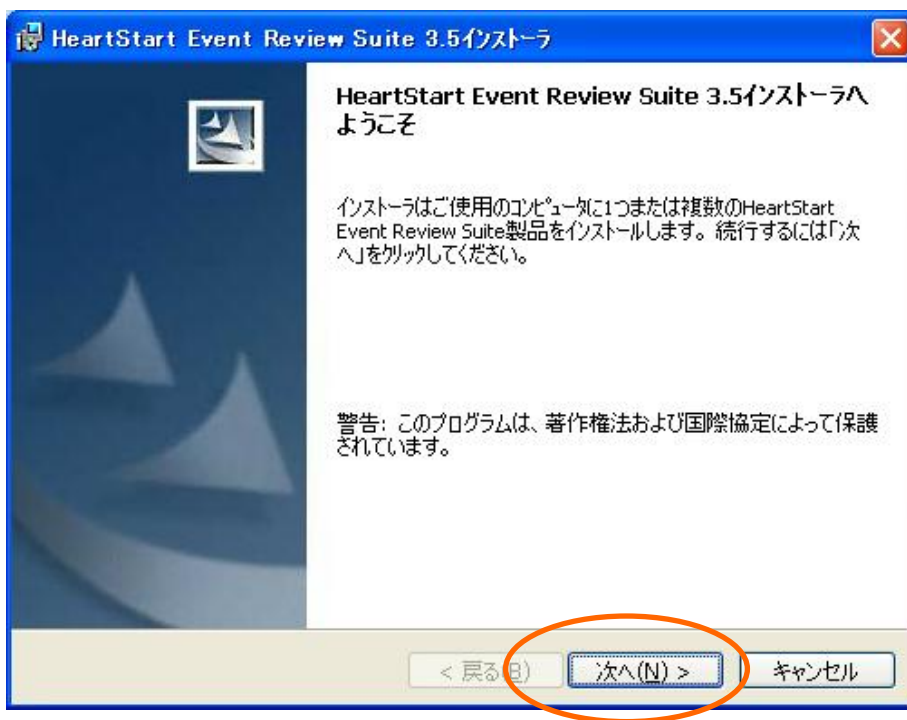 HeartStart Event Review Suite 3.5インストーラ
HeartStart Event Review Suite 3.5インストーラへ
ようこそ
インストーラはご使用のコンピュータに1つまたは複数のHeartStart
Event Review Suite製品をインストールします。続行するには「次
へ」をクリックしてください。
警告: このプログラムは、著作権法および国際協定によって保護
されています。
< 戻る(B) 次へ(N) > キャンセル